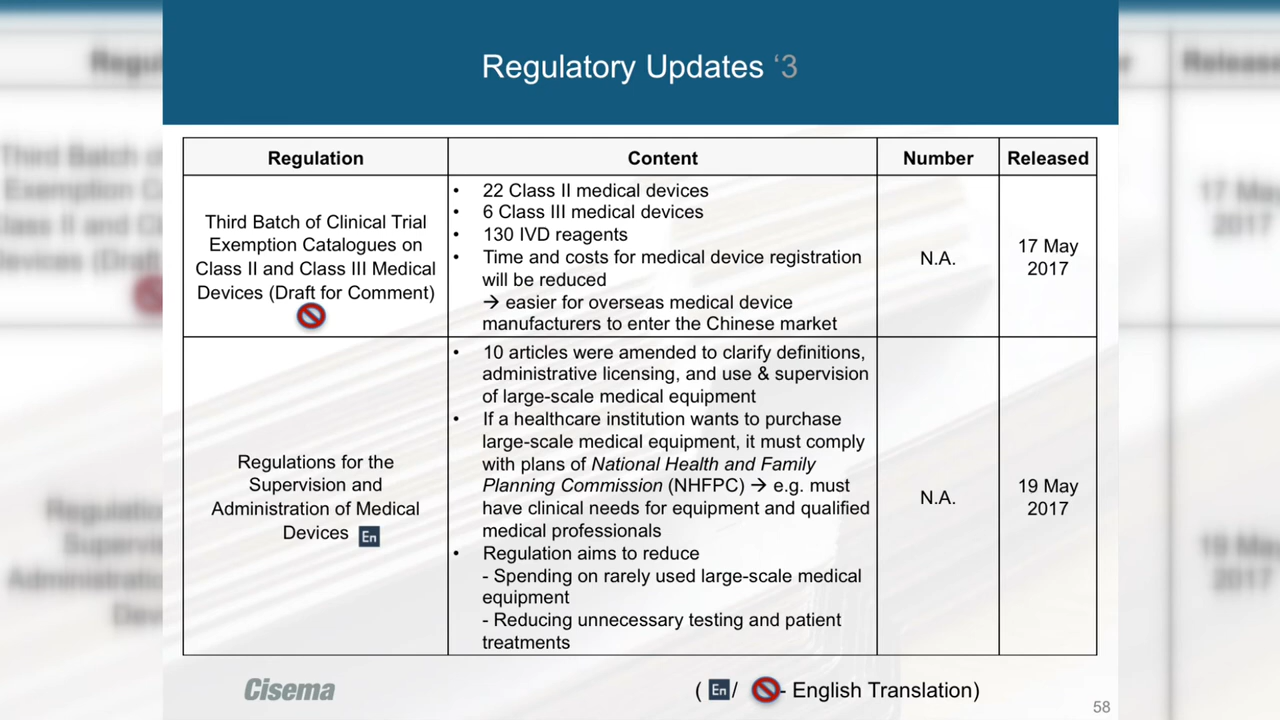 Regulatory Updates ‘3
Regulation
Content
Number
Released
Third Batch of Clinical Trial
Exemption Catalogues on
Class II and Class III Medical
Devices (Draft for Comment)
• 22 Class II medical devices
• 6 Class III medical devices
• 130 IVD reagents
• Time and costs for medical device registration
will be reduced
→ easier for overseas medical device
manufacturers to enter the Chinese market
N.A.
17 May
2017
Regulations for the
Supervision and
Administration of Medical
Devices En
• 10 articles were amended to clarify definitions,
administrative licensing, and use & supervision
of large-scale medical equipment
• If a healthcare institution wants to purchase
large-scale medical equipment, it must comply
with plans of National Health and Family
Planning Commission (NHFPC) → e.g. must
have clinical needs for equipment and qualified
medical professionals
• Regulation aims to reduce
- Spending on rarely used large-scale medical
equipment
- Reducing unnecessary testing and patient
treatments
N.A.
19 May
2017
Cisema
( En / - English Translation)
58